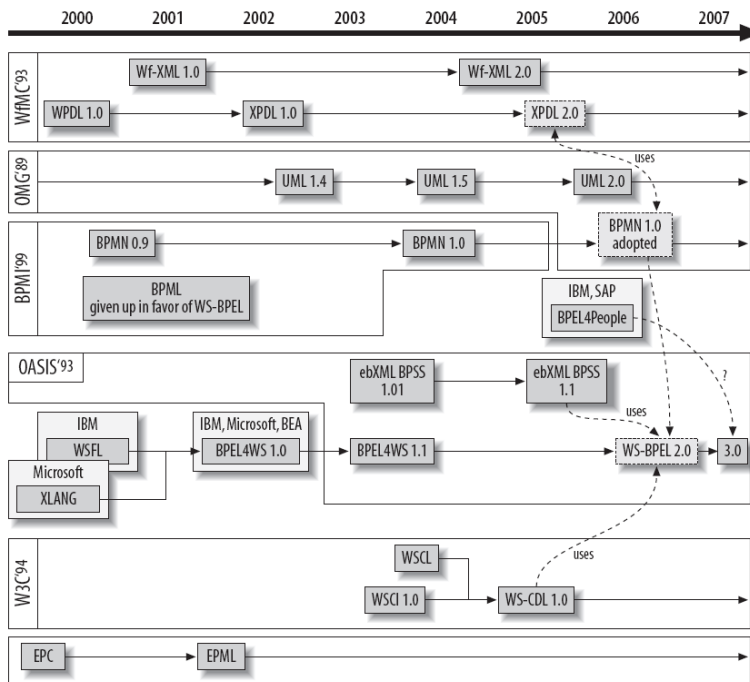 2000 2001 2002 2003 2004 2005 2006 2007
WfMC'93
Wf-XML 1.0 Wf-XML 2.0
WPDL 1.0 XPDL 1.0 XPDL 2.0
uses
OMG'89
UML 1.4 UML 1.5 UML 2.0
BPMI'99
BPMN 0.9 BPMN 1.0 BPMN 1.0
adopted
BPML
given up in favor of WS-BPEL
IBM, SAP
BPEL4People
?
OASIS'93
ebXML BPSS
1.01
ebXML BPSS
1.1
uses
IBM
WSFL
IBM, Microsoft, BEA
BPEL4WS 1.0 BPEL4WS 1.1 WS-BPEL 2.0 3.0
Microsoft
XLANG
W3C'94
WSCL
uses
WSCI 1.0 WS-CDL 1.0
EPC EPML